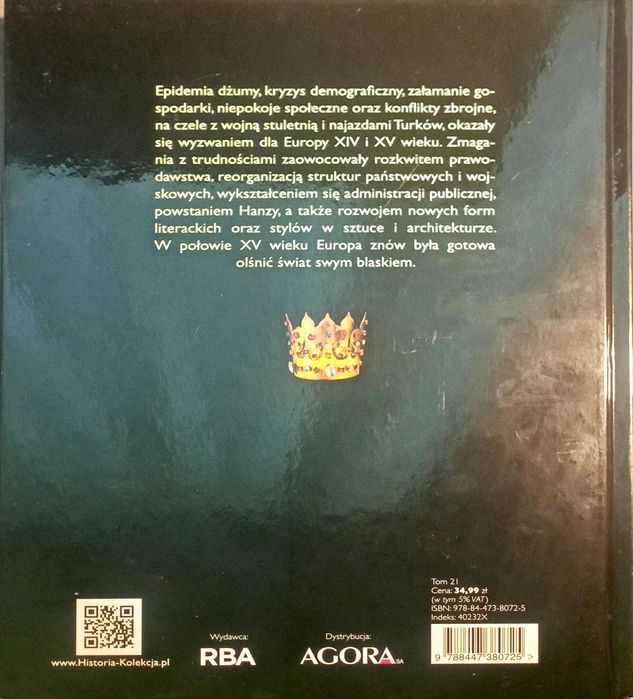 Epidemia dżumy, kryzys demograficzny, załamanie go-
spodarki, niepokoje społeczne oraz konflikty zbrojne,
na czele z wojną stuletnią i najazdami Turków, okazały
się wyzwaniem dla Europy XIV i XV wieku. Zmaga-
nia z trudnościami zaowocowały rozkwitem prawo-
dawstwa, reorganizacją struktur państwowych i woj-
skowych, wykształceniem się administracji publicznej,
powstaniem Hanzy, a także rozwojem nowych form
literackich oraz stylów w sztuce i architekturze.
W połowie XV wieku Europa znów była gotowa
olśnić świat swym blaskiem.
Tom 21
Cena: 34,99 zł
(w tym 5% VAT)
ISBN: 978-84-473-8072-5
Indeks: 40232X
9 788447 380725 >
www.Historia-Kolekcja.pl
Wydawca:
RBA
Dystrybucja:
AGORA SA